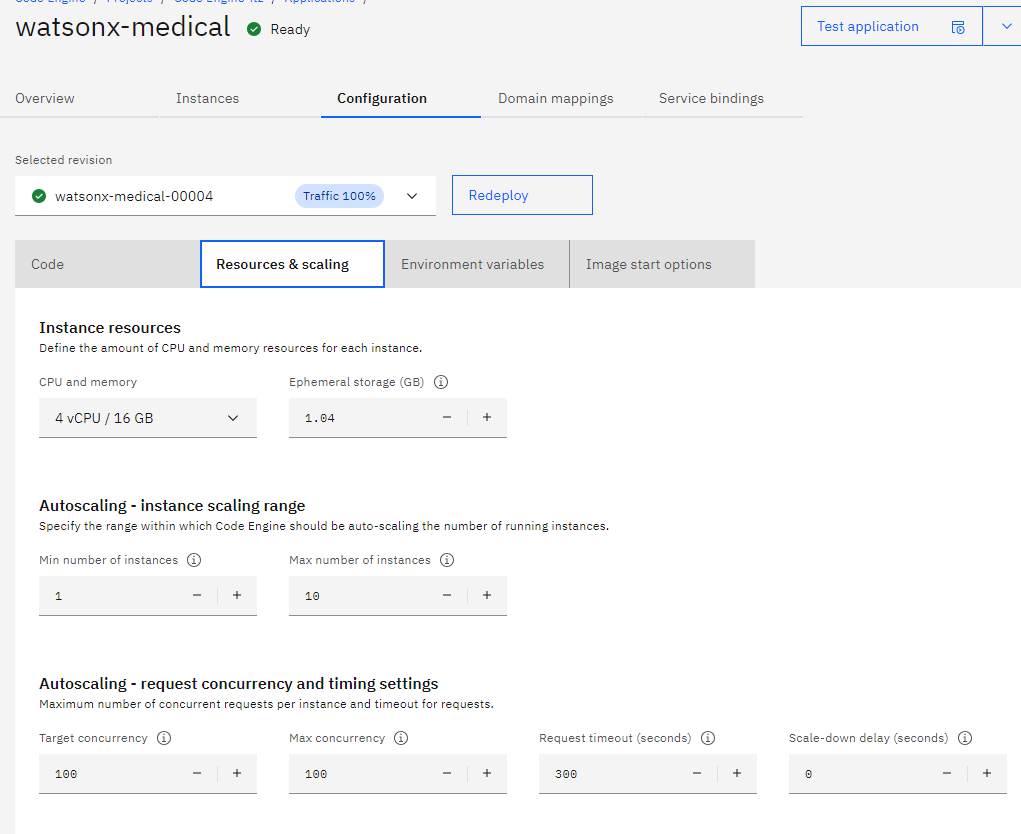 Code Engine / Projects / Code Engine-itz / Applications /
watsonx-medical Ready
Test application
Overview Instances Configuration Domain mappings Service bindings
Selected revision
watsonx-medical-00004 Traffic 100% Redeploy
Code Resources & scaling Environment variables Image start options
Instance resources
Define the amount of CPU and memory resources for each instance.
CPU and memory Ephemeral storage (GB)
4 vCPU / 16 GB 1.04 − +
Autoscaling - instance scaling range
Specify the range within which Code Engine should be auto-scaling the number of running instances.
Min number of instances Max number of instances
1 − + 10 − +
Autoscaling - request concurrency and timing settings
Maximum number of concurrent requests per instance and timeout for requests.
Target concurrency Max concurrency Request timeout (seconds) Scale-down delay (seconds)
100 − + 100 − + 300 − + 0 − +